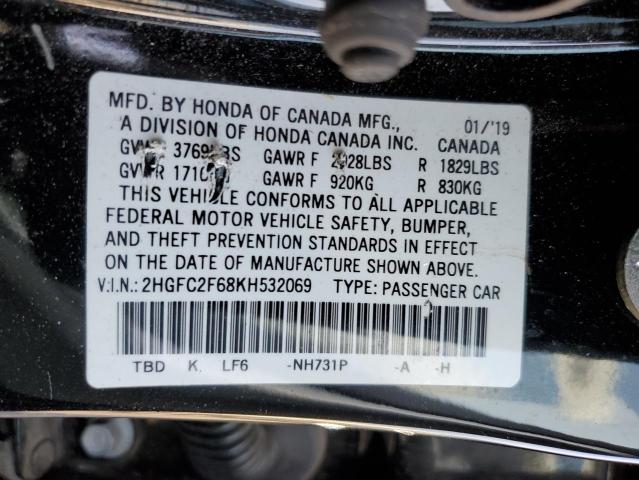 MFD. BY HONDA OF CANADA MFG.,
A DIVISION OF HONDA CANADA INC.
01/'19
CANADA
GAWR F R 1829LBS
GAWR F 920KG R 830KG
THIS VEHICLE CONFORMS TO ALL APPLICABLE
FEDERAL MOTOR VEHICLE SAFETY, BUMPER,
AND THEFT PREVENTION STANDARDS IN EFFECT
ON THE DATE OF MANUFACTURE SHOWN ABOVE.
V.I.N.: 2HGFC2F68KH532069 TYPE: PASSENGER CAR
TBD K LF6 -NH731P -A -H